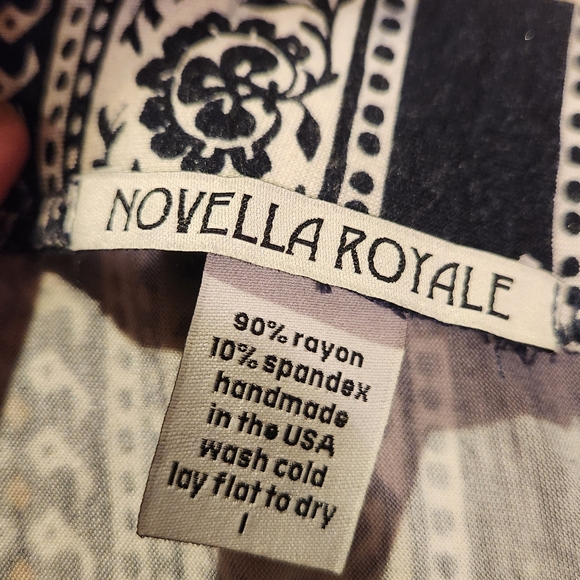 NOVELLA ROYALE
90% rayon
10% spandex
handmade
in the USA
wash cold
lay flat to dry
l